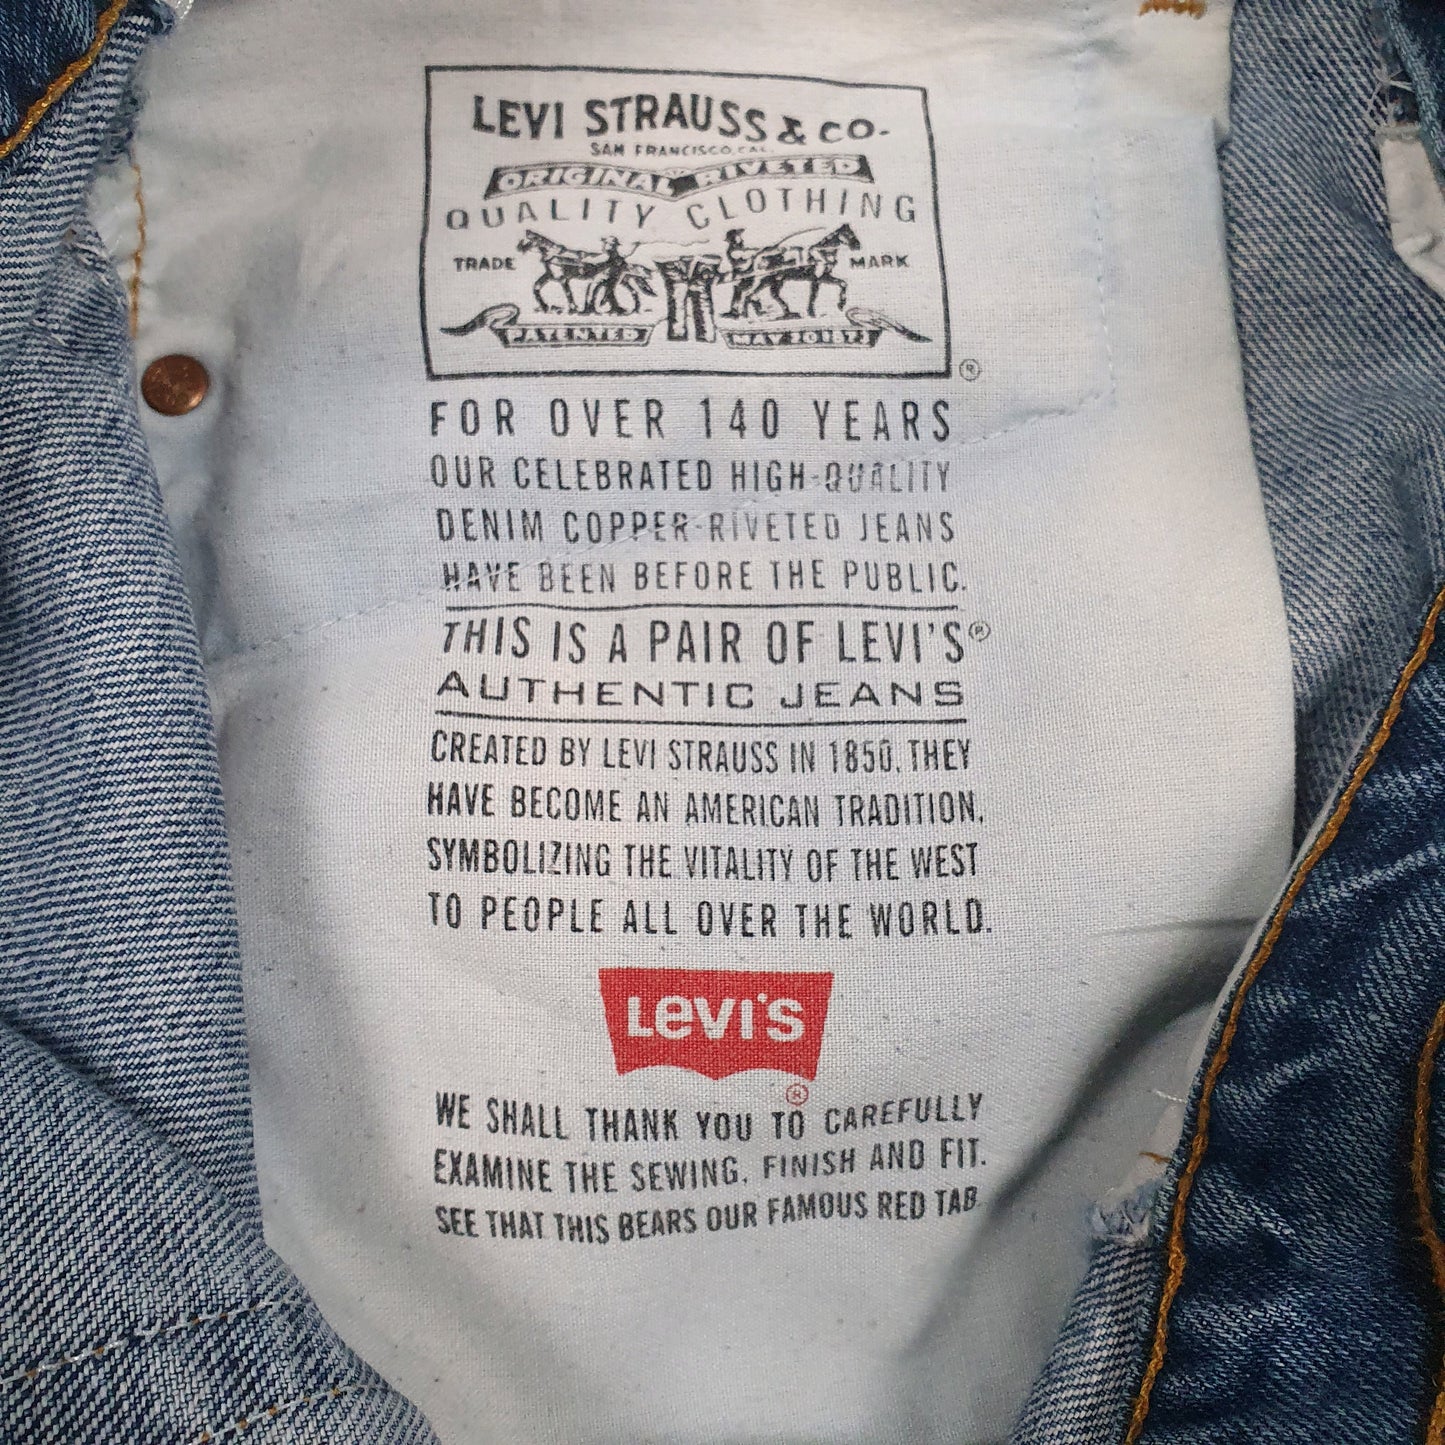 LEVI STRAUSS & CO.
SAN FRANCISCO, CAL.
ORIGINAL RIVETED
QUALITY CLOTHING
TRADE MARK
PATENTED MAY 20 1873
®
FOR OVER 140 YEARS
OUR CELEBRATED HIGH-QUALITY
DENIM COPPER-RIVETED JEANS
HAVE BEEN BEFORE THE PUBLIC.
THIS IS A PAIR OF LEVI'S®
AUTHENTIC JEANS
CREATED BY LEVI STRAUSS IN 1850, THEY
HAVE BECOME AN AMERICAN TRADITION,
SYMBOLIZING THE VITALITY OF THE WEST
TO PEOPLE ALL OVER THE WORLD.
LEVI'S
®
WE SHALL THANK YOU TO CAREFULLY
EXAMINE THE SEWING, FINISH AND FIT.
SEE THAT THIS BEARS OUR FAMOUS RED TAB.